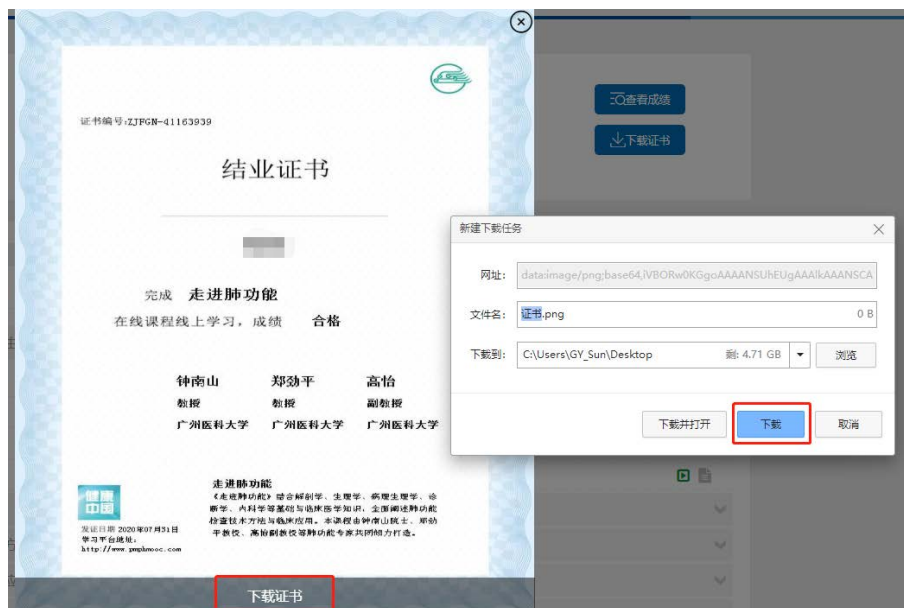 证书编号:ZJFGN-41163939
结业证书
完成 走进肺功能
在线课程线上学习，成绩 合格
钟南山 郑劲平 高怡
教授 教授 副教授
广州医科大学 广州医科大学 广州医科大学
健康
中国
发证日期 2020年07月31日
学习平台地址:
http://www.pmphmooc.com
走进肺功能
《走进肺功能》结合解剖学、生理学、病理生理学、诊
断学、内科学等基础与临床医学知识，全面阐述肺功能
检查技术方法与临床应用。本课程由钟南山院士、郑劲
平教授、高怡副教授等肺功能专家共同倾力打造。
下载证书
查看成绩
下载证书
新建下载任务
网址: data:image/png;base64,iVBORw0KGgoAAAANSUhEUgAAAlkAAANSCA
文件名: 证书.png 0 B
下载到: C:\Users\GY_Sun\Desktop 剩: 4.71 GB 浏览
下载并打开 下载 取消